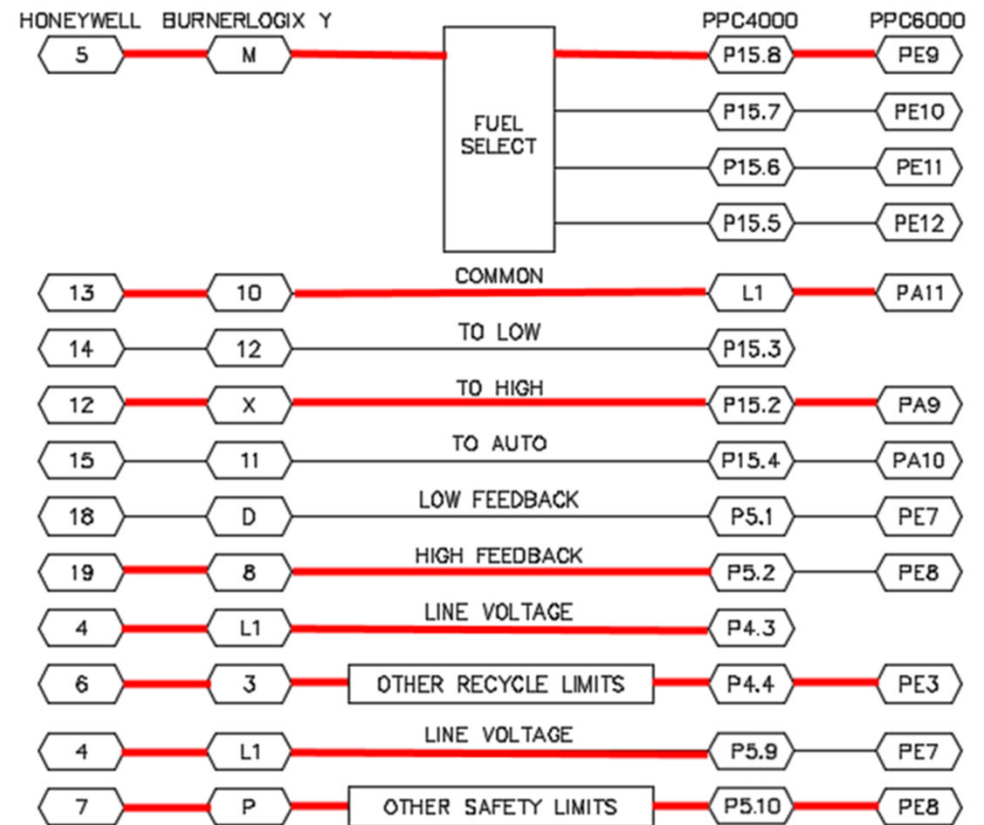 HONEYWELL BURNERLOGIX Y PPC4000 PPC6000
5 M P15.8 PE9
P15.7 PE10
FUEL
SELECT
P15.6 PE11
P15.5 PE12
COMMON
13 10 L1 PA11
TO LOW
14 12 P15.3
TO HIGH
12 X P15.2 PA9
TO AUTO
15 11 P15.4 PA10
LOW FEEDBACK
18 D P5.1 PE7
HIGH FEEDBACK
19 8 P5.2 PE8
LINE VOLTAGE
4 L1 P4.3
6 3 OTHER RECYCLE LIMITS P4.4 PE3
LINE VOLTAGE
4 L1 P5.9 PE7
7 P OTHER SAFETY LIMITS P5.10 PE8